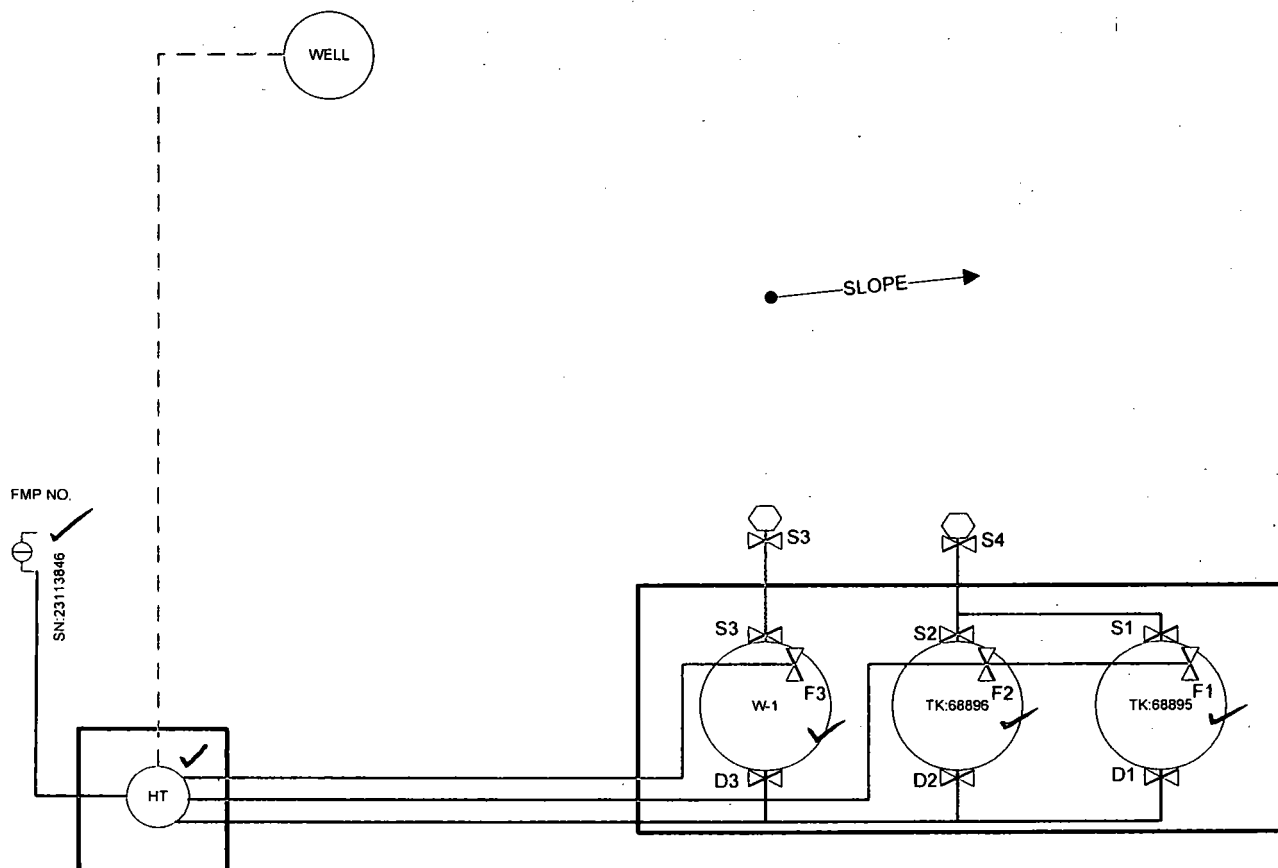 WELL
SLOPE
FMP NO.
SN:23113846
S3
S4
S3
S2
S1
F3
F2
F1
W-1
TK:68896
TK:68895
D3
D2
D1
HT